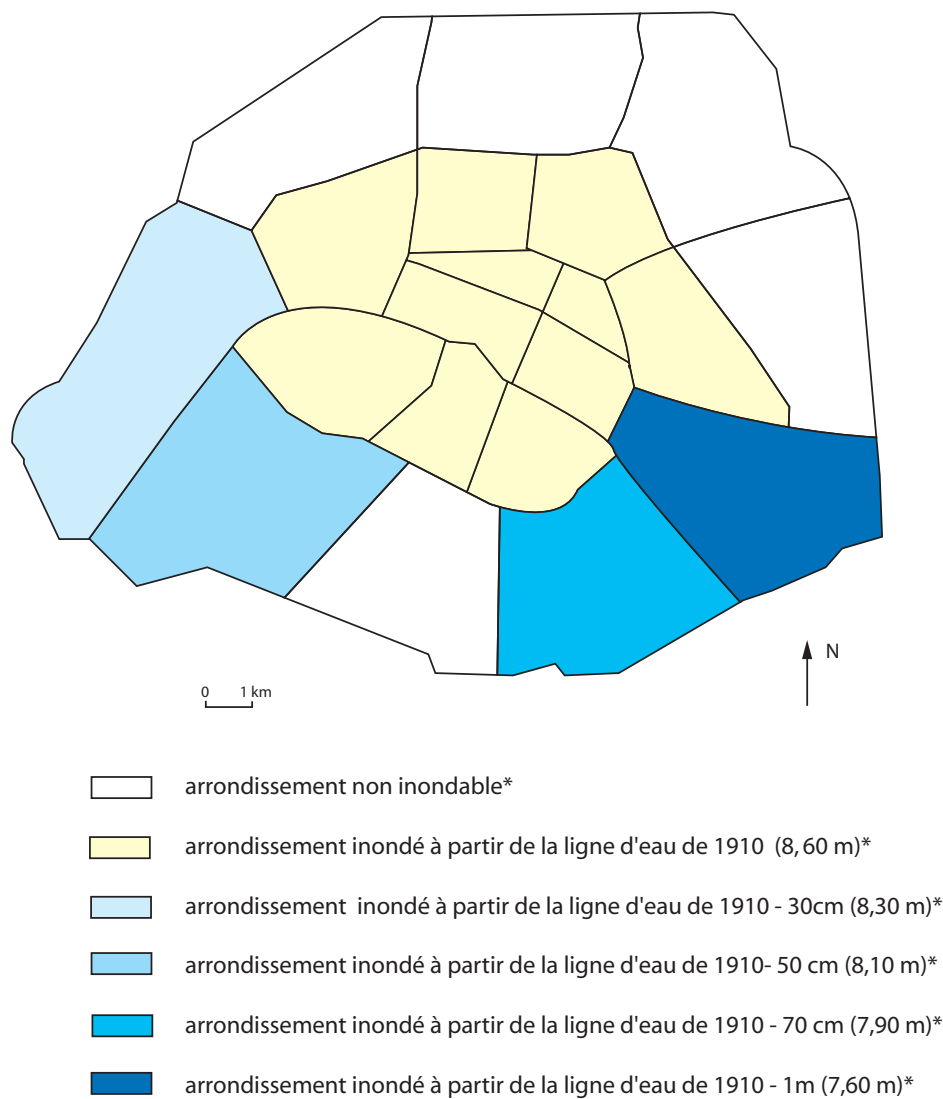 N
0 1 km
arrondissement non inondable*
arrondissement inondé à partir de la ligne d'eau de 1910 (8,60 m)*
arrondissement inondé à partir de la ligne d'eau de 1910 - 30cm (8,30 m)*
arrondissement inondé à partir de la ligne d'eau de 1910- 50 cm (8,10 m)*
arrondissement inondé à partir de la ligne d'eau de 1910 - 70 cm (7,90 m)*
arrondissement inondé à partir de la ligne d'eau de 1910 - 1m (7,60 m)*